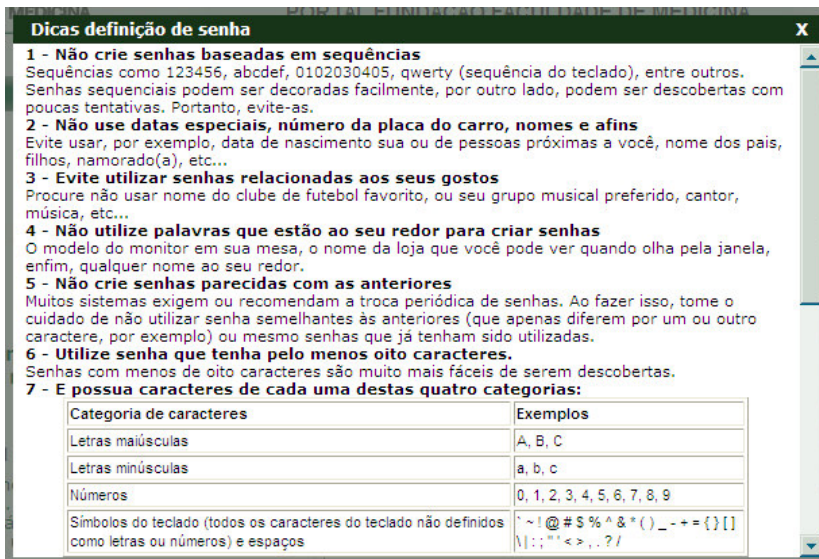 MEDICINA PORTAL FUNDAÇÃO FACULDADE DE MEDICINA
Dicas definição de senha X
1 - Não crie senhas baseadas em sequências
Sequências como 123456, abcdef, 0102030405, qwerty (sequência do teclado), entre outros.
Senhas sequenciais podem ser decoradas facilmente, por outro lado, podem ser descobertas com
poucas tentativas. Portanto, evite-as.
2 - Não use datas especiais, número da placa do carro, nomes e afins
Evite usar, por exemplo, data de nascimento sua ou de pessoas próximas a você, nome dos pais,
filhos, namorado(a), etc...
3 - Evite utilizar senhas relacionadas aos seus gostos
Procure não usar nome do clube de futebol favorito, ou seu grupo musical preferido, cantor,
música, etc...
4 - Não utilize palavras que estão ao seu redor para criar senhas
O modelo do monitor em sua mesa, o nome da loja que você pode ver quando olha pela janela,
enfim, qualquer nome ao seu redor.
5 - Não crie senhas parecidas com as anteriores
Muitos sistemas exigem ou recomendam a troca periódica de senhas. Ao fazer isso, tome o
cuidado de não utilizar senha semelhantes às anteriores (que apenas diferem por um ou outro
caractere, por exemplo) ou mesmo senhas que já tenham sido utilizadas.
6 - Utilize senha que tenha pelo menos oito caracteres.
Senhas com menos de oito caracteres são muito mais fáceis de serem descobertas.
7 - E possua caracteres de cada uma destas quatro categorias:
Categoria de caracteres Exemplos
Letras maiúsculas A, B, C
Letras minúsculas a, b, c
Números 0, 1, 2, 3, 4, 5, 6, 7, 8, 9
Símbolos do teclado (todos os caracteres do teclado não definidos ` ~ ! @ # $ % ^ & * ( ) _ - + = { } [ ]
como letras ou números) e espaços \ | : ; " ' < > , . ? /